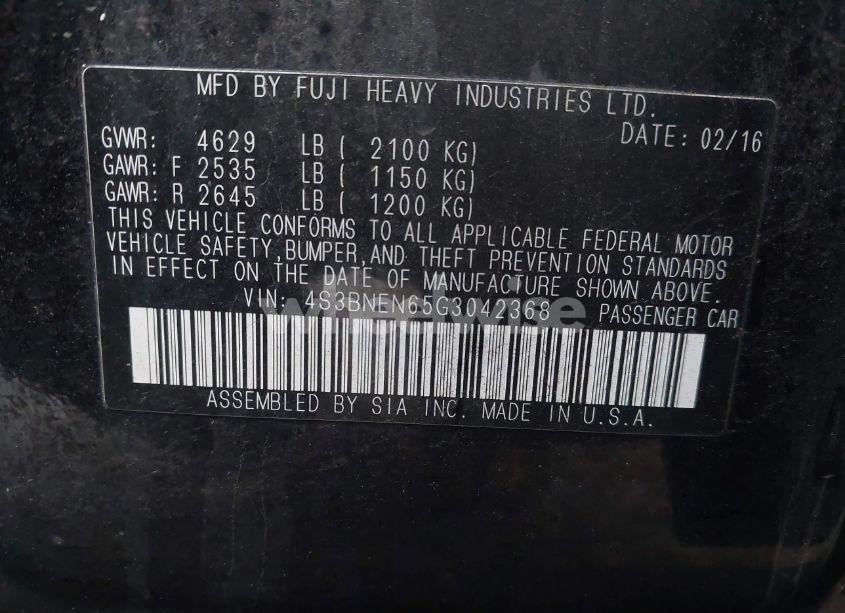 MFD BY FUJI HEAVY INDUSTRIES LTD.
DATE: 02/16
GVWR: 4629 LB ( 2100 KG)
GAWR: F 2535 LB ( 1150 KG)
GAWR: R 2645 LB ( 1200 KG)
THIS VEHICLE CONFORMS TO ALL APPLICABLE FEDERAL MOTOR
VEHICLE SAFETY, BUMPER, AND THEFT PREVENTION STANDARDS
IN EFFECT ON THE DATE OF MANUFACTURE SHOWN ABOVE.
VIN: 4S3BNEN65G3042368 PASSENGER CAR
ASSEMBLED BY SIA INC. MADE IN U.S.A.